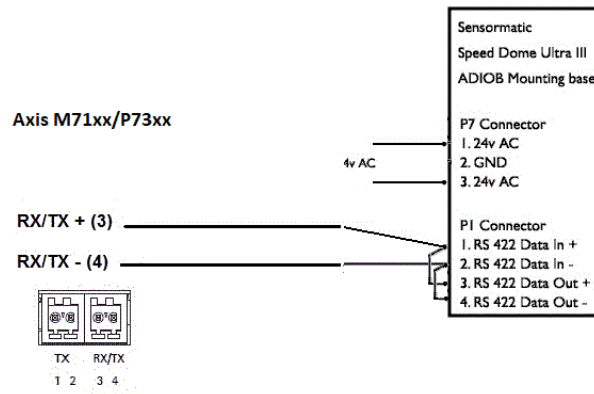 Sensormatic
Speed Dome Ultra III
ADIOB Mounting base
Axis M71xx/P73xx
P7 Connector
1. 24v AC
4v AC
2. GND
3. 24v AC
RX/TX + (3)
P1 Connector
1. RS 422 Data In +
RX/TX - (4)
2. RS 422 Data In -
3. RS 422 Data Out +
4. RS 422 Data Out -
TX RX/TX
1 2 3 4